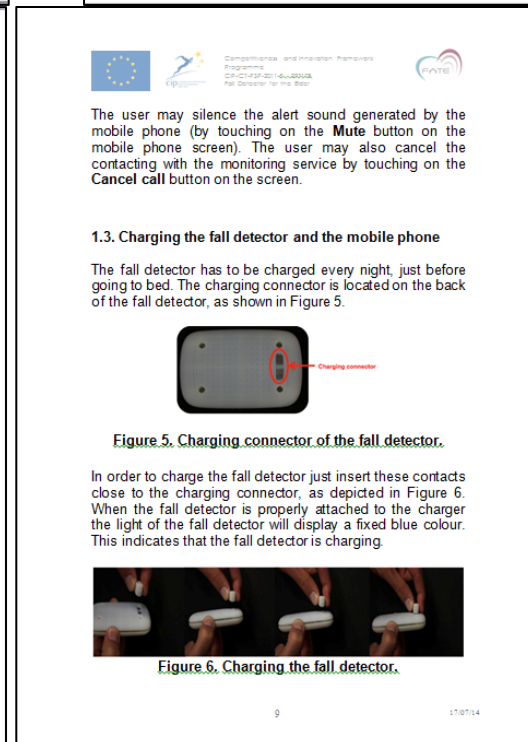 Competitiveness and Innovation Framework
Programme
Fall Detector for the Elder
cip
FATE
The user may silence the alert sound generated by the
mobile phone (by touching on the Mute button on the
mobile phone screen). The user may also cancel the
contacting with the monitoring service by touching on the
Cancel call button on the screen.
1.3. Charging the fall detector and the mobile phone
The fall detector has to be charged every night, just before
going to bed. The charging connector is located on the back
of the fall detector, as shown in Figure 5.
Charging connector
Figure 5. Charging connector of the fall detector.
In order to charge the fall detector just insert these contacts
close to the charging connector, as depicted in Figure 6.
When the fall detector is properly attached to the charger
the light of the fall detector will display a fixed blue colour.
This indicates that the fall detector is charging.
Figure 6. Charging the fall detector.
9
17/07/14